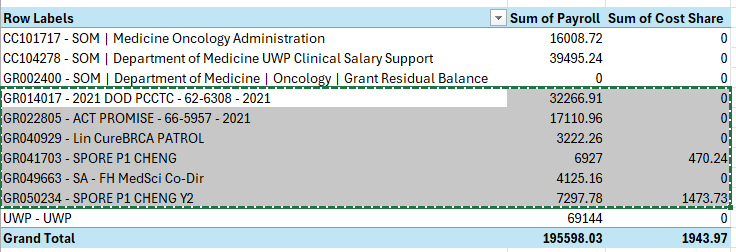 Row Labels Sum of Payroll Sum of Cost Share
CC101717 - SOM | Medicine Oncology Administration 16008.72 0
CC104278 - SOM | Department of Medicine UWP Clinical Salary Support 39495.24 0
GR002400 - SOM | Department of Medicine | Oncology | Grant Residual Balance 0 0
GR014017 - 2021 DOD PCCTC - 62-6308 - 2021 32266.91 0
GR022805 - ACT PROMISE - 66-5957 - 2021 17110.96 0
GR040929 - Lin CureBRCA PATROL 3222.26 0
GR041703 - SPORE P1 CHENG 6927 470.24
GR049663 - SA - FH MedSci Co-Dir 4125.16 0
GR050234 - SPORE P1 CHENG Y2 7297.78 1473.73
UWP - UWP 69144 0
Grand Total 195598.03 1943.97